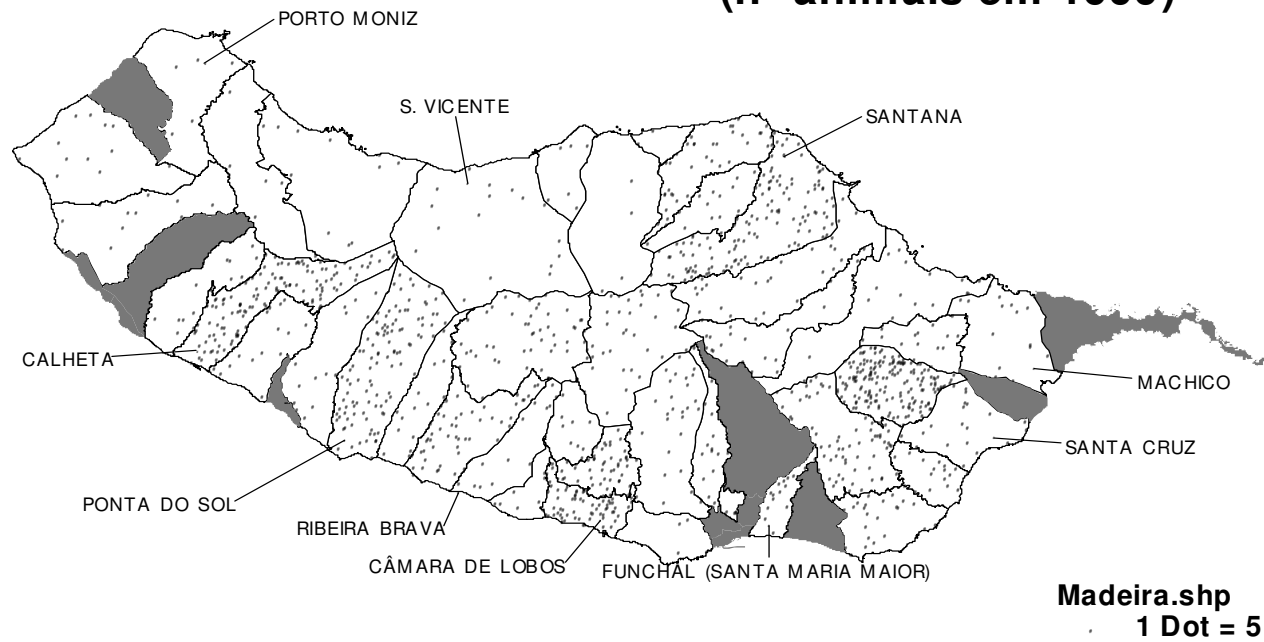 PORTO MONIZ
S. VICENTE
SANTANA
CALHETA
MACHICO
SANTA CRUZ
PONTA DO SOL
RIBEIRA BRAVA
CÂMARA DE LOBOS
FUNCHAL (SANTA MARIA MAIOR)
Madeira.shp
1 Dot = 5